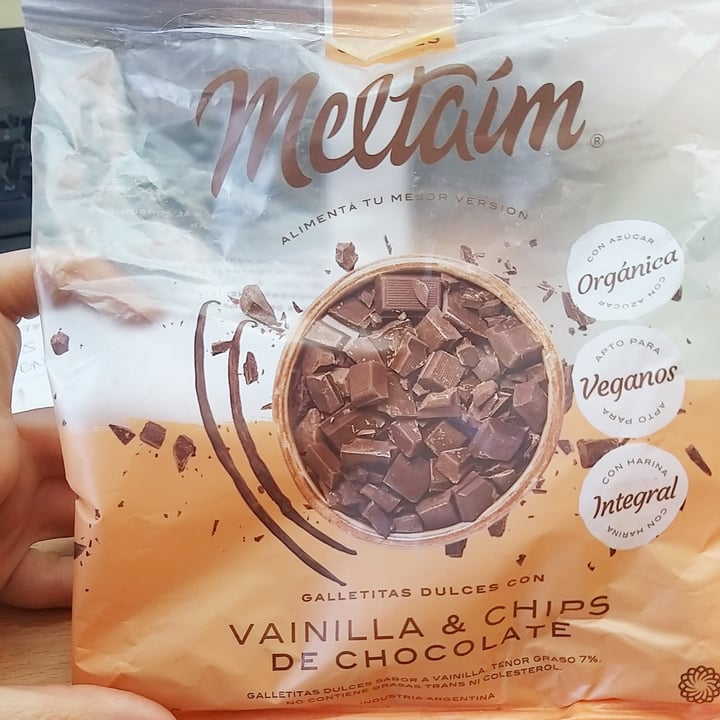 Meltaím®
ALIMENTÁ TU MEJOR VERSIÓN
CON AZÚCAR
Orgánica
CON AZUCAR
APTO PARA
Veganos
APTO PARA
CON HARINA
Integral
CON HARINA
GALLETITAS DULCES CON
VAINILLA & CHIPS
DE CHOCOLATE
GALLETITAS DULCES SABOR A VAINILLA. TENOR GRASO 7%.
NO CONTIENE GRASAS TRANS NI COLESTEROL.
INDUSTRIA ARGENTINA